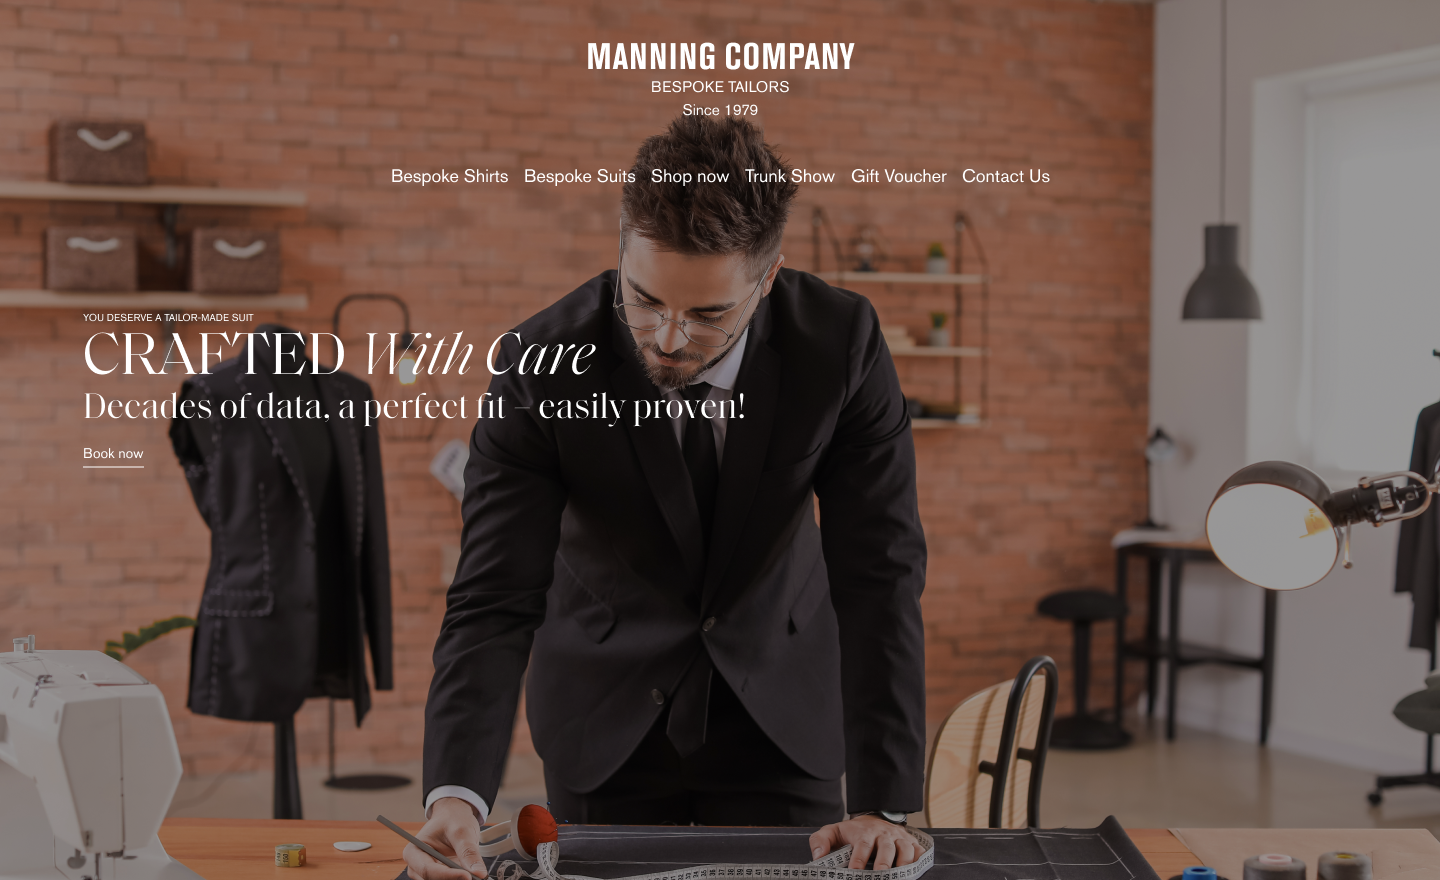 MANNING COMPANY
BESPOKE TAILORS
Since 1979
Bespoke Shirts Bespoke Suits Shop now Trunk Show Gift Voucher Contact Us
YOU DESERVE A TAILOR-MADE SUIT
CRAFTED With Care
Decades of data, a perfect fit – easily proven!
Book now